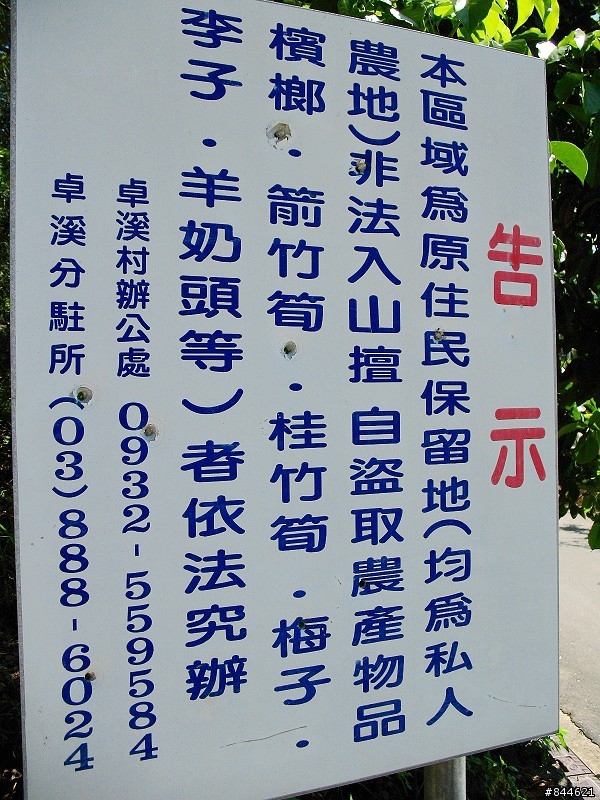 告示
本區域為原住民保留地(均為私人
農地)非法入山擅自盜取農產物品
檳榔．箭竹筍．桂竹筍．梅子．
李子．羊奶頭等)者依法究辦
卓溪村辦公處 0932-559584
卓溪分駐所(03)888-6024
#844621